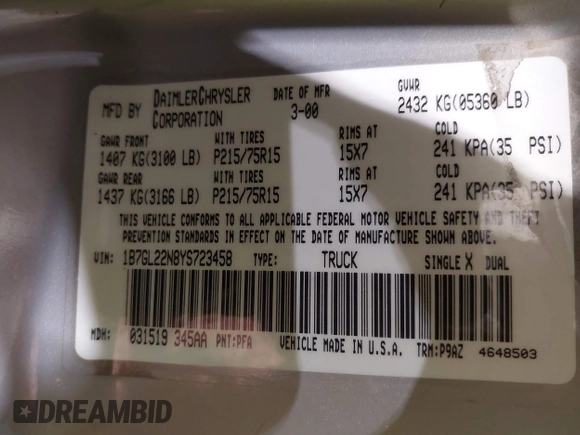 MFD BY DAIMLERCHRYSLER CORPORATION DATE OF MFR 3-00 GVWR 2432 KG(05360 LB)
GAWR FRONT WITH TIRES RIMS AT COLD
1407 KG(3100 LB) P215/75R15 15X7 241 KPA(35 PSI)
GAWR REAR WITH TIRES RIMS AT COLD
1437 KG(3166 LB) P215/75R15 15X7 241 KPA(35 PSI)
THIS VEHICLE CONFORMS TO ALL APPLICABLE FEDERAL MOTOR VEHICLE SAFETY AND THEFT
STANDARDS IN EFFECT ON THE DATE OF MANUFACTURE SHOWN ABOVE.
VIN: 1B7GL22N8YS723458 TYPE: TRUCK SINGLE X DUAL
MDH: 031519 345AA PNT:PFA VEHICLE MADE IN U.S.A. TRM:P9AZ 4648503
DREAMBID